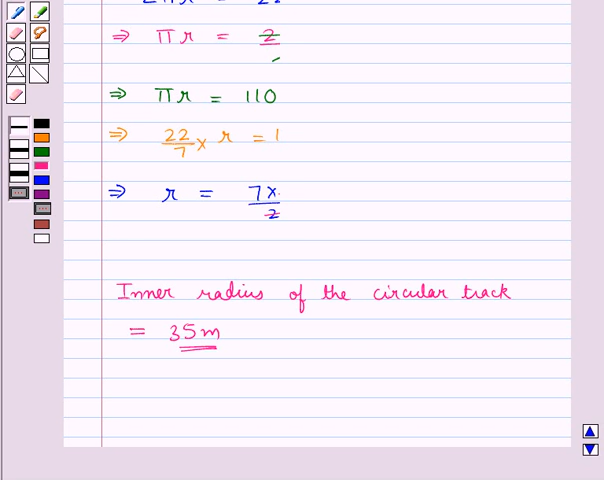 ⇒ πr = 2
⇒ πr = 110
⇒ 22/7 × r = 1
⇒ r = 7×/2
Inner radius of the circular track
= 35m